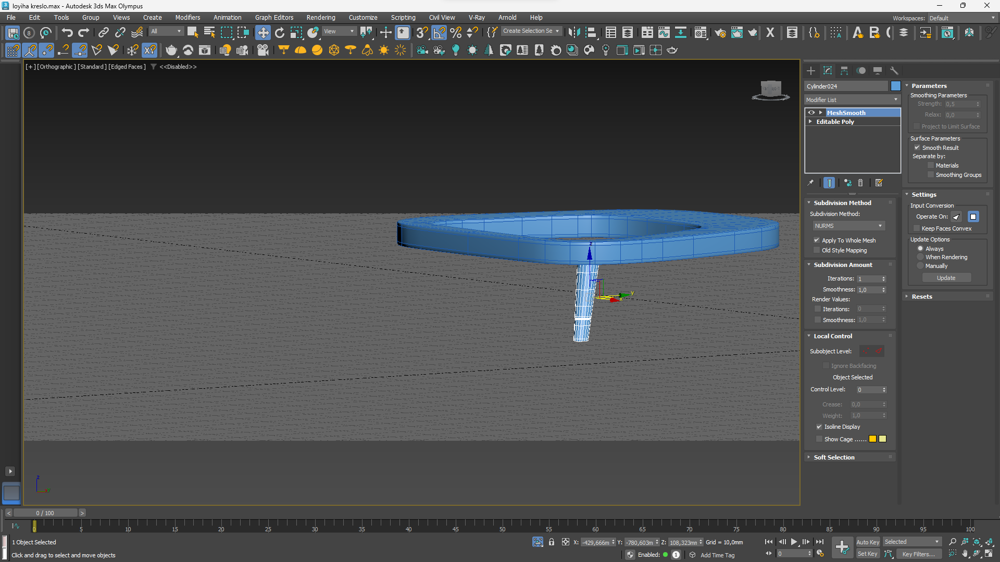 loyiha kreslo.max - Autodesk 3ds Max Olympus
File Edit Tools Group Views Create Modifiers Animation Graph Editors Rendering Customize Scripting Civil View V-Ray Arnold Help
Workspaces: Default
All
View
Create Selection Se
[+] [Orthographic] [Standard] [Edged Faces] <<Disabled>>
Cylinder024
Modifier List
MeshSmooth
Editable Poly
Subdivision Method
Subdivision Method:
NURMS
Apply To Whole Mesh
Old Style Mapping
Subdivision Amount
Iterations: 1
Smoothness: 1,0
Render Values:
Iterations: 0
Smoothness: 1,0
Local Control
Subobject Level:
Ignore Backfacing
Object Selected
Control Level: 0
Crease: 0,0
Weight: 1,0
Isoline Display
Show Cage ......
Soft Selection
Parameters
Smoothing Parameters
Strength: 0,5
Relax: 0,0
Project to Limit Surface
Surface Parameters
Smooth Result
Separate by:
Materials
Smoothing Groups
Settings
Input Conversion
Operate On:
Keep Faces Convex
Update Options
Always
When Rendering
Manually
Update
Resets
z
y
x
z
y
< 0 / 100 >
0 5 10 15 20 25 30 35 40 45 50 55 60 65 70 75 80 85 90 95 100
1 Object Selected
Click and drag to select and move objects
X: -429,666m Y: -780,603m Z: 108,323mn Grid = 10,0mm
Enabled: 1 Add Time Tag
0
Auto Key Selected
Set Key Key Filters...